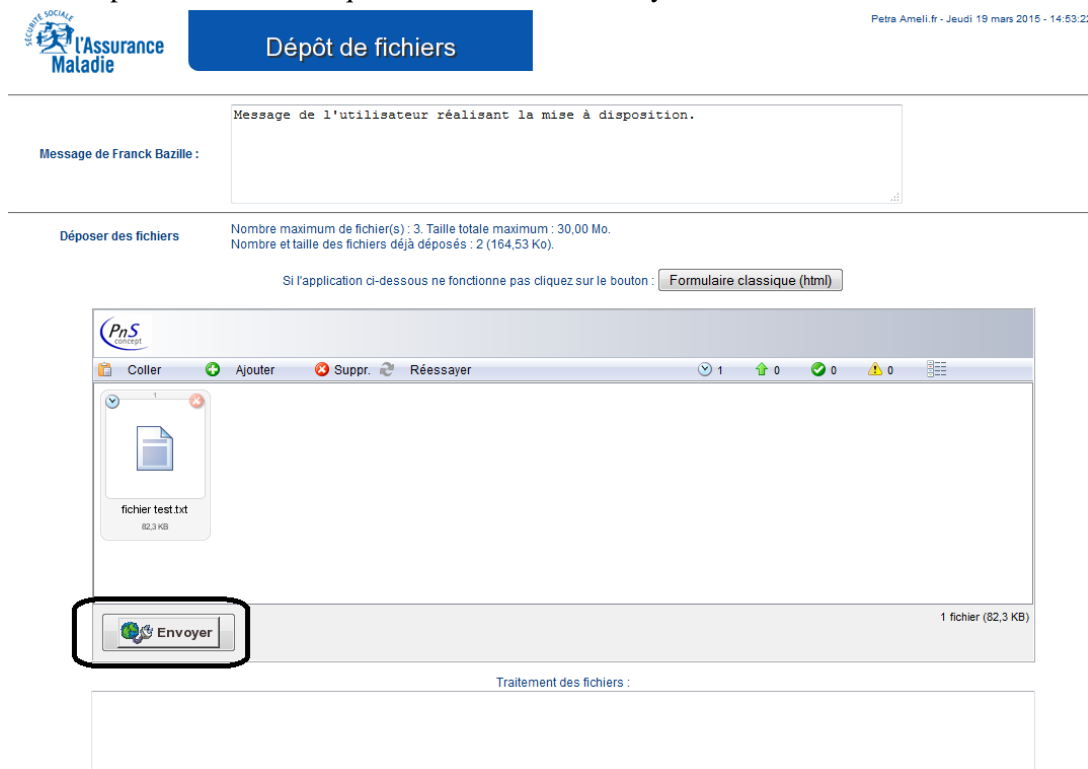 SÉCURITÉ SOCIALE
l'Assurance
Maladie
Dépôt de fichiers
Petra Ameli.fr - Jeudi 19 mars 2015 - 14:53:22
Message de Franck Bazille :
Message de l'utilisateur réalisant la mise à disposition.
Déposer des fichiers
Nombre maximum de fichier(s) : 3. Taille totale maximum : 30,00 Mo.
Nombre et taille des fichiers déjà déposés : 2 (164,53 Ko).
Si l'application ci-dessous ne fonctionne pas cliquez sur le bouton : Formulaire classique (html)
PnS
concept
Coller Ajouter Suppr. Réessayer 1 0 0 0
1
fichier test.txt
82,3 KB
Envoyer
1 fichier (82,3 KB)
Traitement des fichiers :